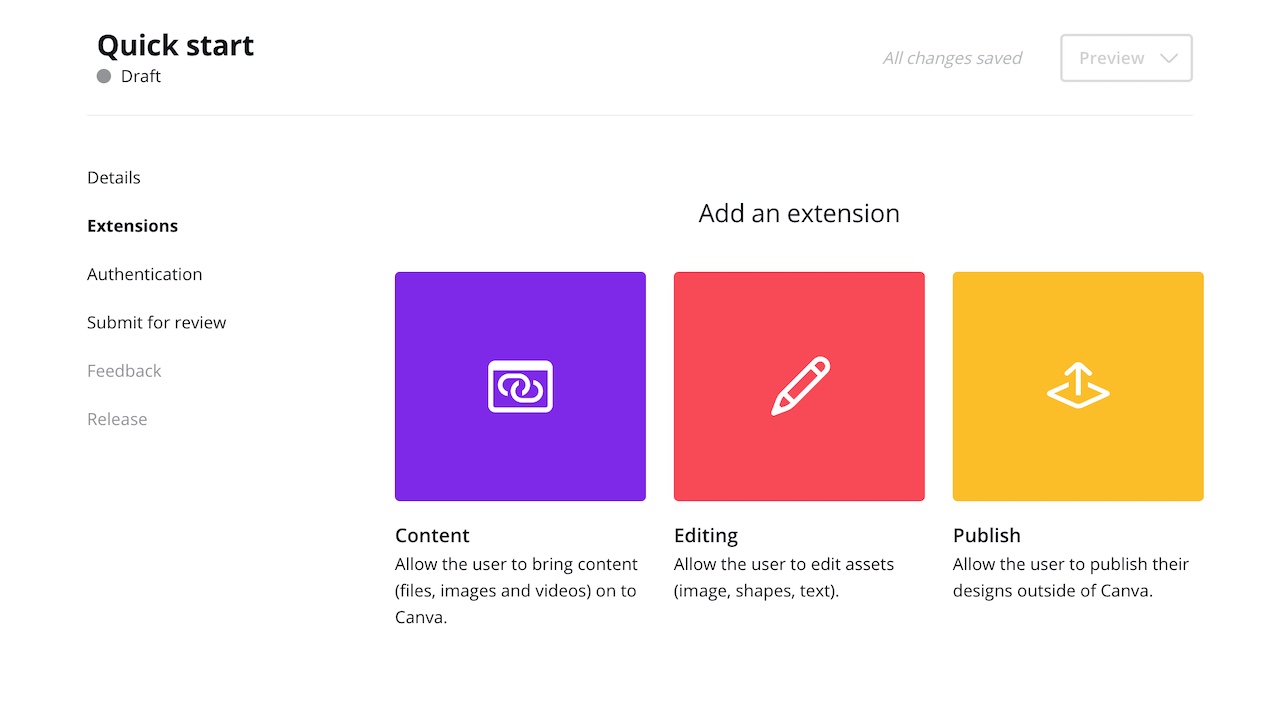 Quick start
Draft
All changes saved
Preview
Details
Extensions
Authentication
Submit for review
Feedback
Release
Add an extension
Content
Allow the user to bring content
(files, images and videos) on to
Canva.
Editing
Allow the user to edit assets
(image, shapes, text).
Publish
Allow the user to publish their
designs outside of Canva.